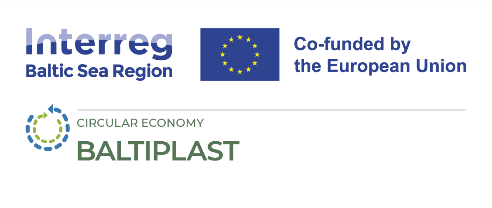 Interreg
Baltic Sea Region
Co-funded by
the European Union
CIRCULAR ECONOMY
BALTIPLAST